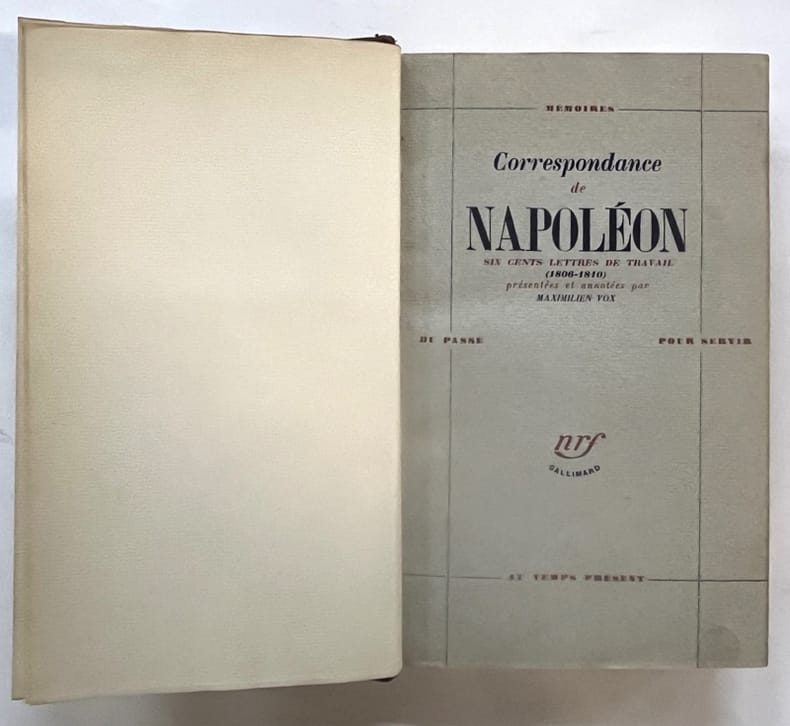 MÉMOIRES
Correspondance
de
NAPOLÉON
SIX CENTS LETTRES DE TRAVAIL
(1806-1810)
présentées et annotées par
MAXIMILIEN VOX
DU PASSÉ POUR SERVIR
nrf
GALLIMARD
AU TEMPS PRÉSENT